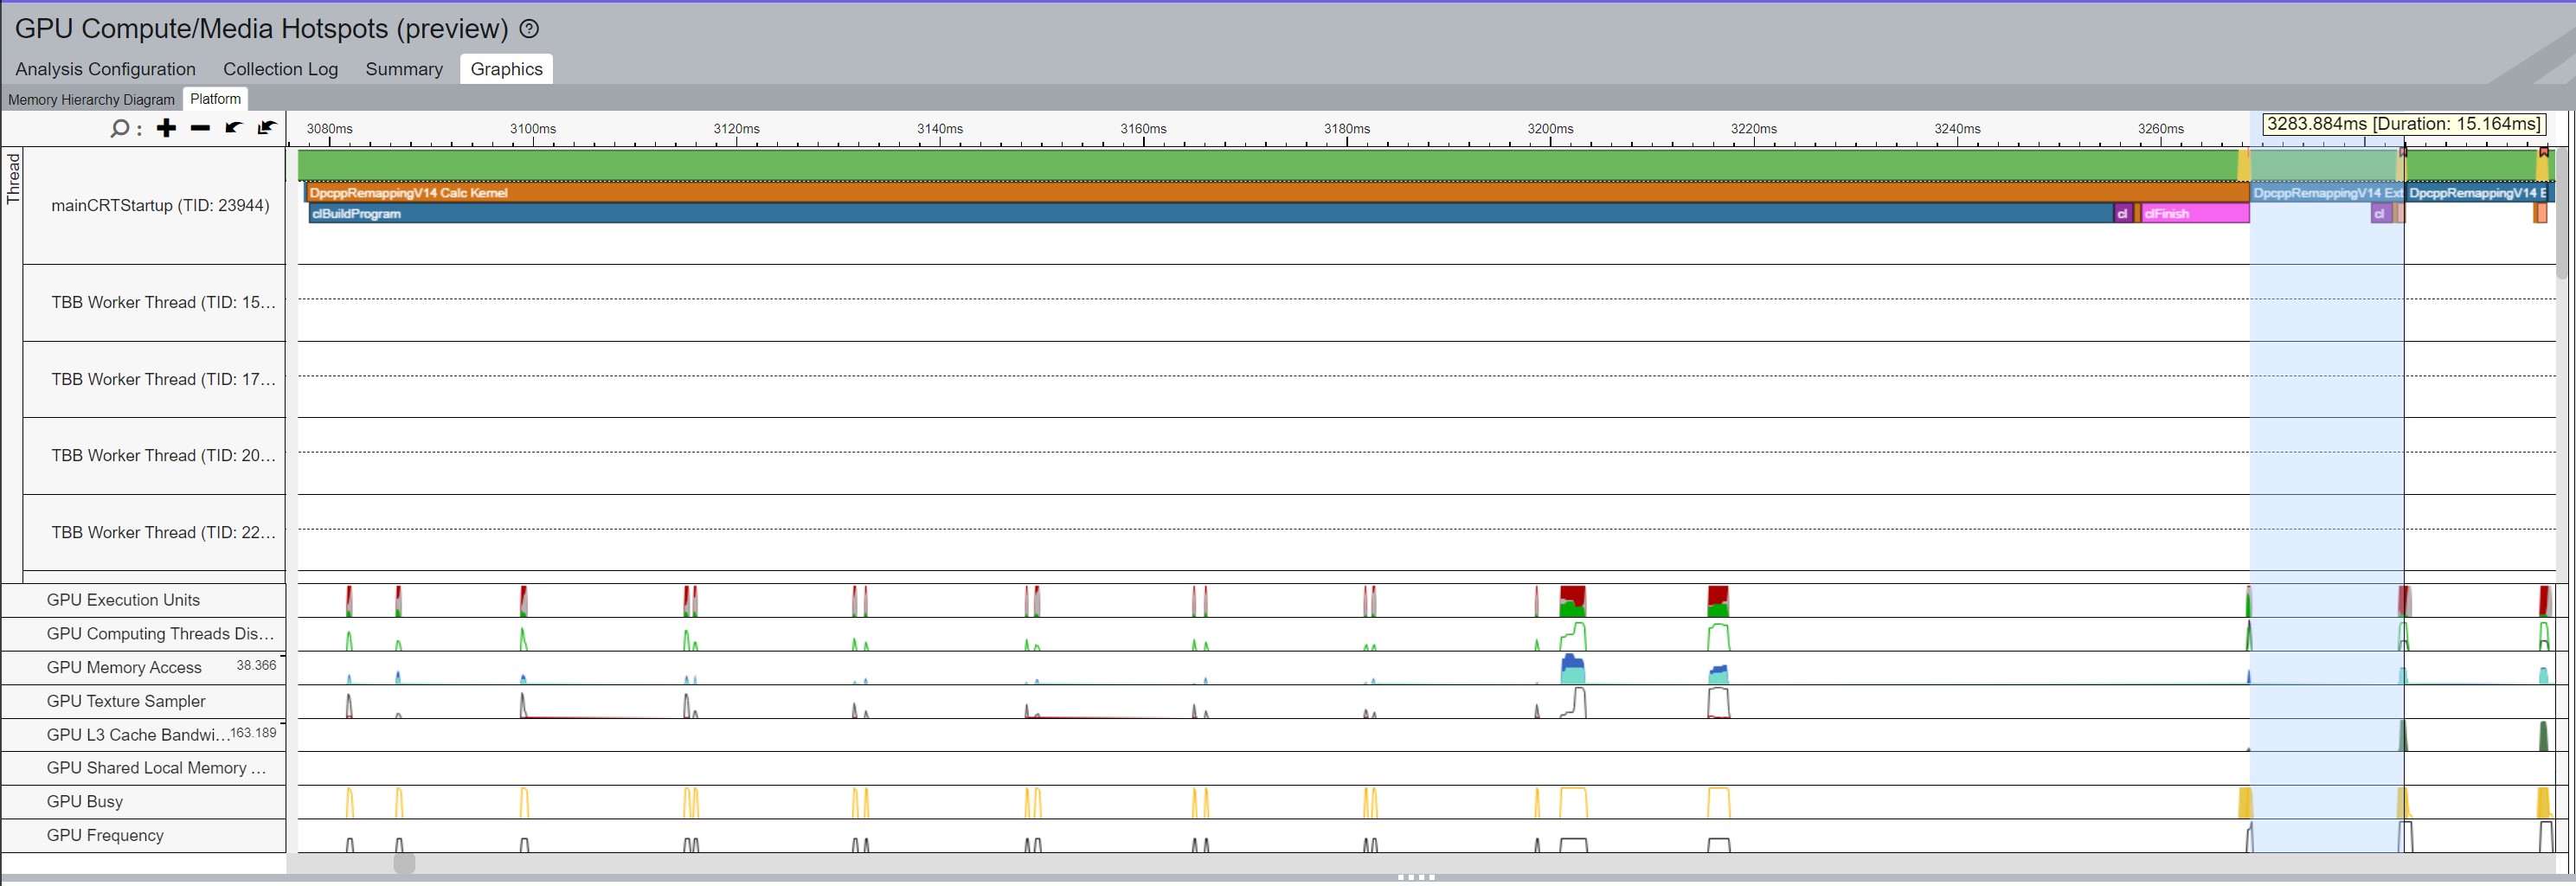 GPU Compute/Media Hotspots (preview) ?
Analysis Configuration Collection Log Summary Graphics
Memory Hierarchy Diagram Platform
3080ms 3100ms 3120ms 3140ms 3160ms 3180ms 3200ms 3220ms 3240ms 3260ms 3283.884ms [Duration: 15.164ms]
Thread
mainCRTStartup (TID: 23944)
DpcppRemappingV14 Calc Kernel DpcppRemappingV14 Ext DpcppRemappingV14 E
clBuildProgram cl clFinish cl
TBB Worker Thread (TID: 15...
TBB Worker Thread (TID: 17...
TBB Worker Thread (TID: 20...
TBB Worker Thread (TID: 22...
GPU Execution Units
GPU Computing Threads Dis...
GPU Memory Access 38.366
GPU Texture Sampler
GPU L3 Cache Bandwi... 163.189
GPU Shared Local Memory ...
GPU Busy
GPU Frequency